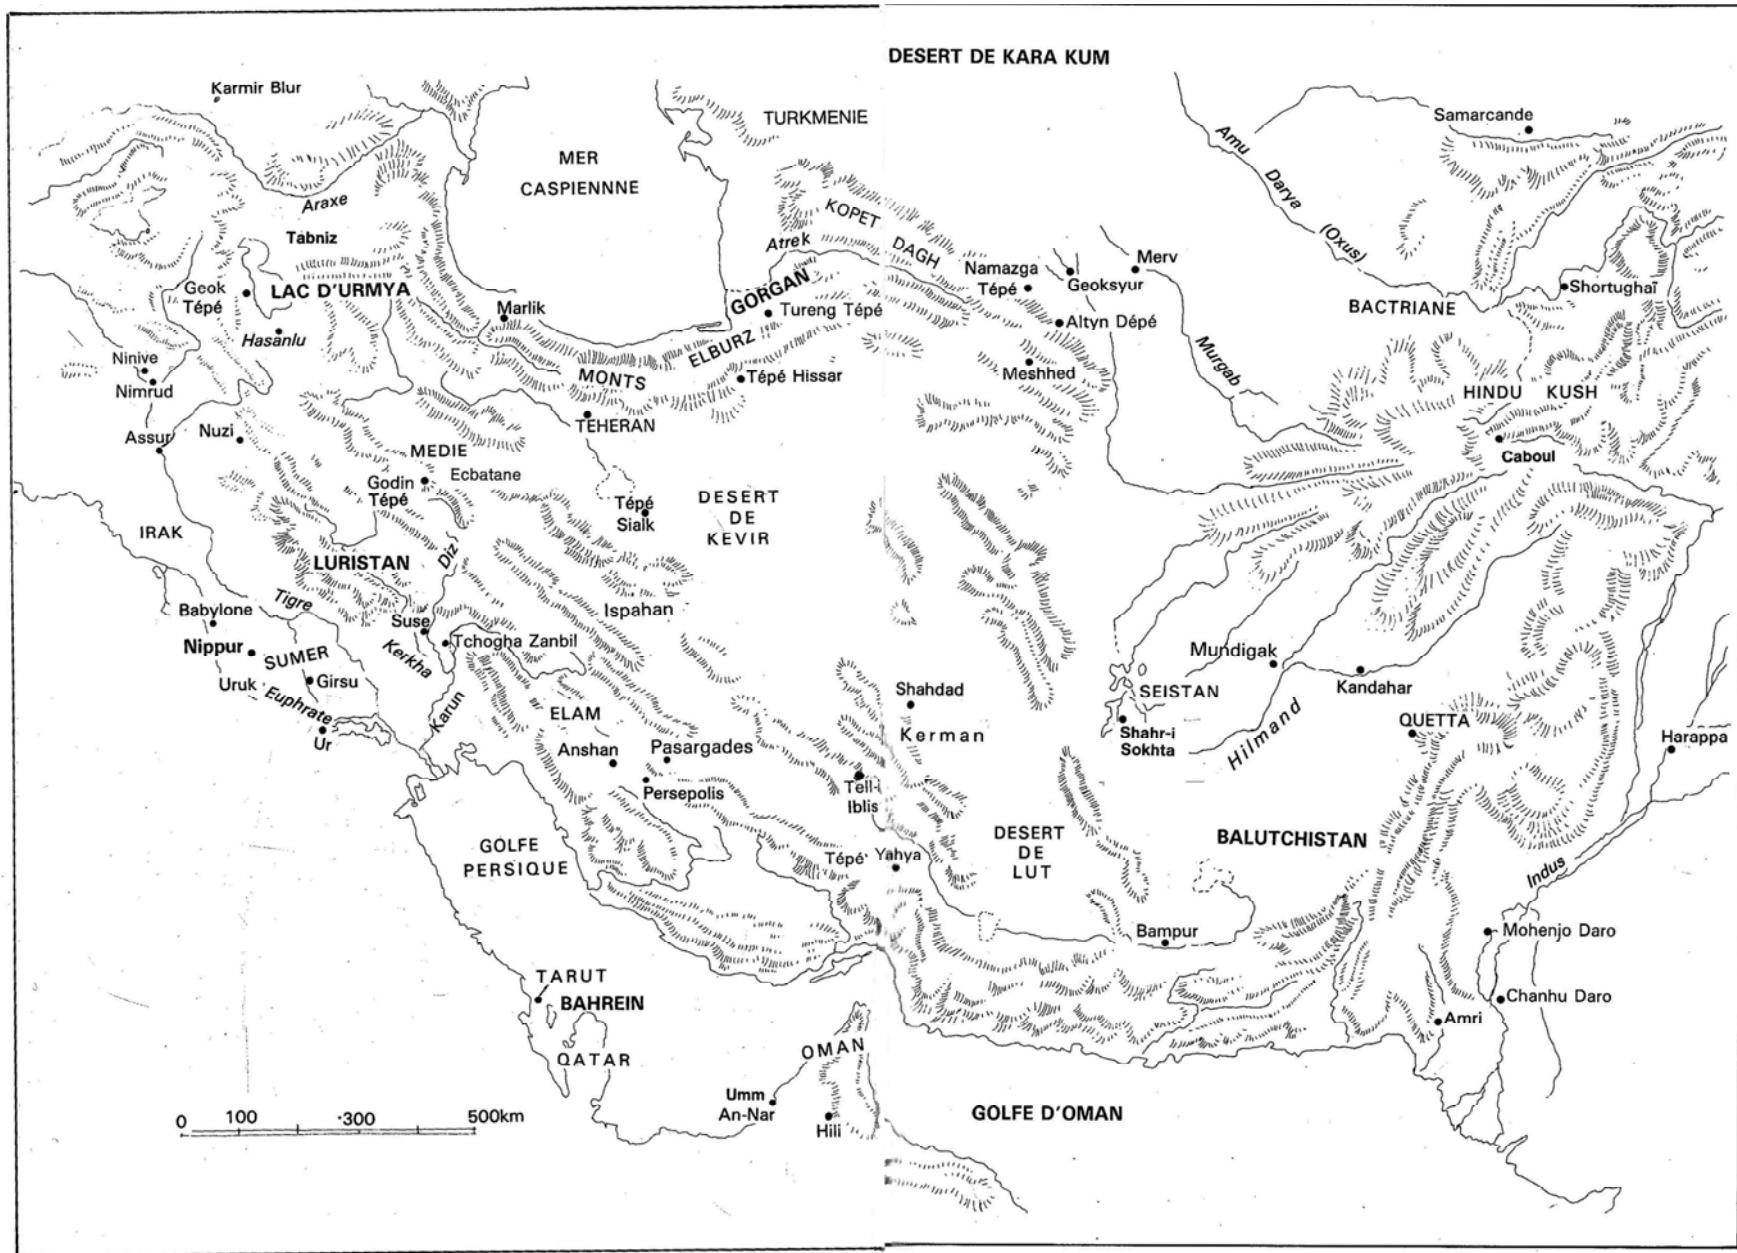 DESERT DE KARA KUM
Karmir Blur
TURKMENIE
Samarcande
MER
CASPIENNNE
Amu
Darya
(Oxus)
Araxe
Tabniz
KOPET
DAGH
Atrek
Merv
Namazga
Tépé
Geoksyur
Geok
Tépé
LAC D'URMYA
GORGAN
Shortughaï
BACTRIANE
Marlik
Tureng Tépé
Altyn Dépé
Hasanlu
ELBURZ
MONTS
Murgab
Ninive
Nimrud
Tépé Hissar
Meshhed
HINDU KUSH
TEHERAN
Assur
Nuzi
MEDIE
Caboul
Godin
Tépé
Ecbatane
Tépé
Sialk
DESERT
DE
KEVIR
IRAK
LURISTAN
Diz
Tigre
Babylone
Ispahan
Suse
Nippur
Kerkha
Tchogha Zanbil
SUMER
Mundigak
Uruk
Girsu
Euphrate
Karun
Ur
Shahdad
SEISTAN
Kandahar
ELAM
Kerman
Shahr-i
Sokhta
Hilmand
QUETTA
Harappa
Anshan
Pasargades
Persepolis
Tell-i
Iblis
GOLFE
PERSIQUE
DESERT
DE
LUT
BALUTCHISTAN
Tépé Yahya
Indus
Bampur
Mohenjo Daro
TARUT
BAHREIN
Chanhu Daro
Amri
QATAR
OMAN
Umm
An-Nar
Hili
GOLFE D'OMAN
0 100 300 500km